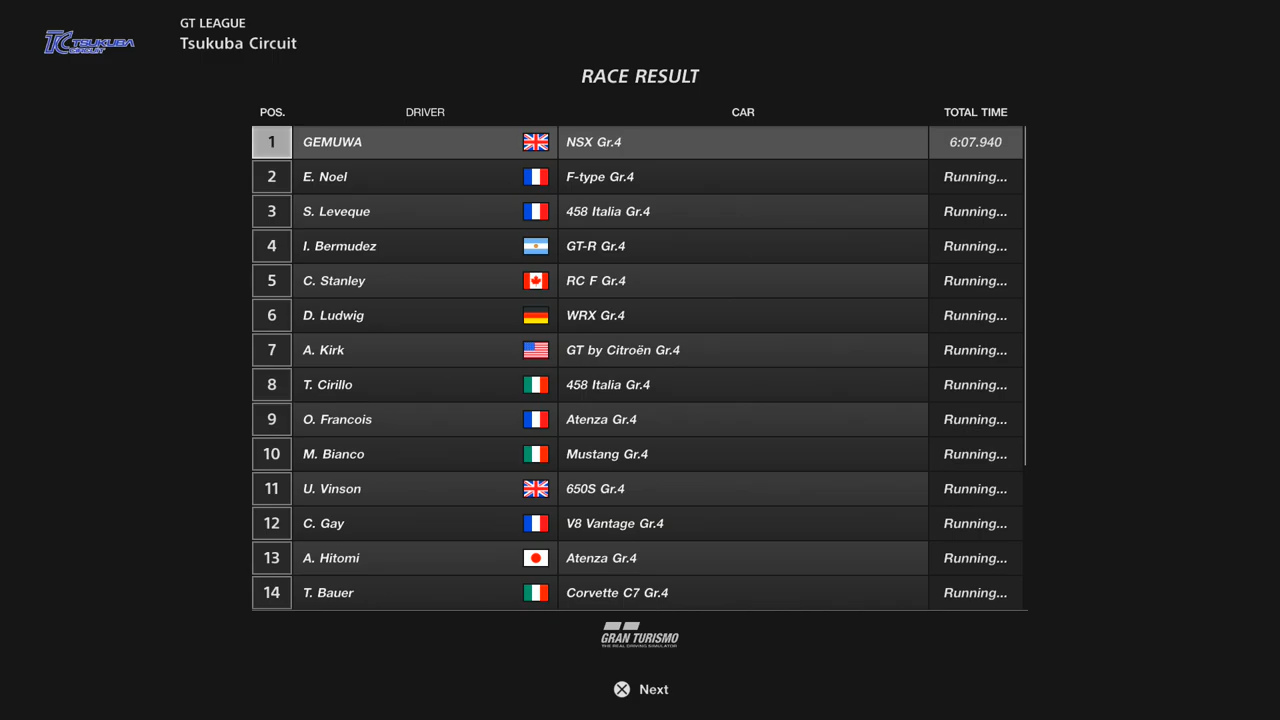 GT LEAGUE
TC TSUKUBA CIRCUIT
Tsukuba Circuit
RACE RESULT
POS. DRIVER CAR TOTAL TIME
1 GEMUWA NSX Gr.4 6:07.940
2 E. Noel F-type Gr.4 Running...
3 S. Leveque 458 Italia Gr.4 Running...
4 I. Bermudez GT-R Gr.4 Running...
5 C. Stanley RC F Gr.4 Running...
6 D. Ludwig WRX Gr.4 Running...
7 A. Kirk GT by Citroën Gr.4 Running...
8 T. Cirillo 458 Italia Gr.4 Running...
9 O. Francois Atenza Gr.4 Running...
10 M. Bianco Mustang Gr.4 Running...
11 U. Vinson 650S Gr.4 Running...
12 C. Gay V8 Vantage Gr.4 Running...
13 A. Hitomi Atenza Gr.4 Running...
14 T. Bauer Corvette C7 Gr.4 Running...
GRAN TURISMO
THE REAL DRIVING SIMULATOR
Next